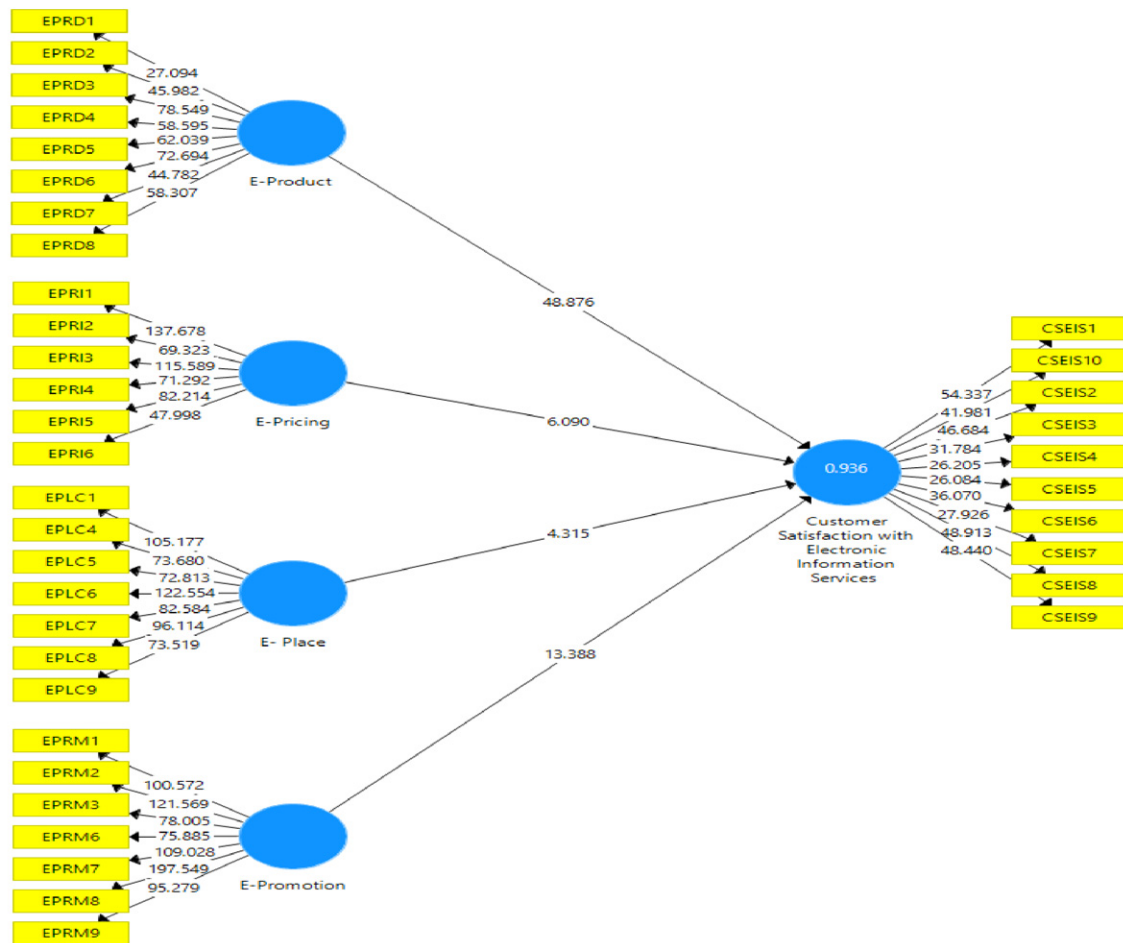 EPRD1
EPRD2
EPRD3
EPRD4
EPRD5
EPRD6
EPRD7
EPRD8
27.094
45.982
78.549
58.595
62.039
72.694
44.782
58.307
E-Product
48.876
EPRI1
EPRI2
EPRI3
EPRI4
EPRI5
EPRI6
137.678
69.323
115.589
71.292
82.214
47.998
E-Pricing
6.090
EPLC1
EPLC4
EPLC5
EPLC6
EPLC7
EPLC8
EPLC9
105.177
73.680
72.813
122.554
82.584
96.114
73.519
E- Place
4.315
EPRM1
EPRM2
EPRM3
EPRM6
EPRM7
EPRM8
EPRM9
100.572
121.569
78.005
75.885
109.028
197.549
95.279
E-Promotion
13.388
0.936
Customer
Satisfaction with
Electronic
Information
Services
54.337
41.981
46.684
31.784
26.205
26.084
36.070
27.926
48.913
48.440
CSEIS1
CSEIS10
CSEIS2
CSEIS3
CSEIS4
CSEIS5
CSEIS6
CSEIS7
CSEIS8
CSEIS9